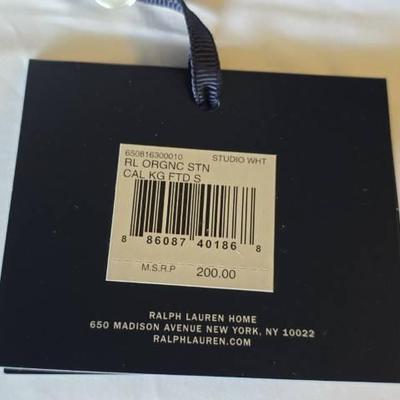 650816300010 STUDIO WHT
RL ORGNC STN
CAL KG FTD S
8 86087 40186 8
M.S.R.P 200.00
RALPH LAUREN HOME
650 MADISON AVENUE NEW YORK, NY 10022
RALPHLAUREN.COM